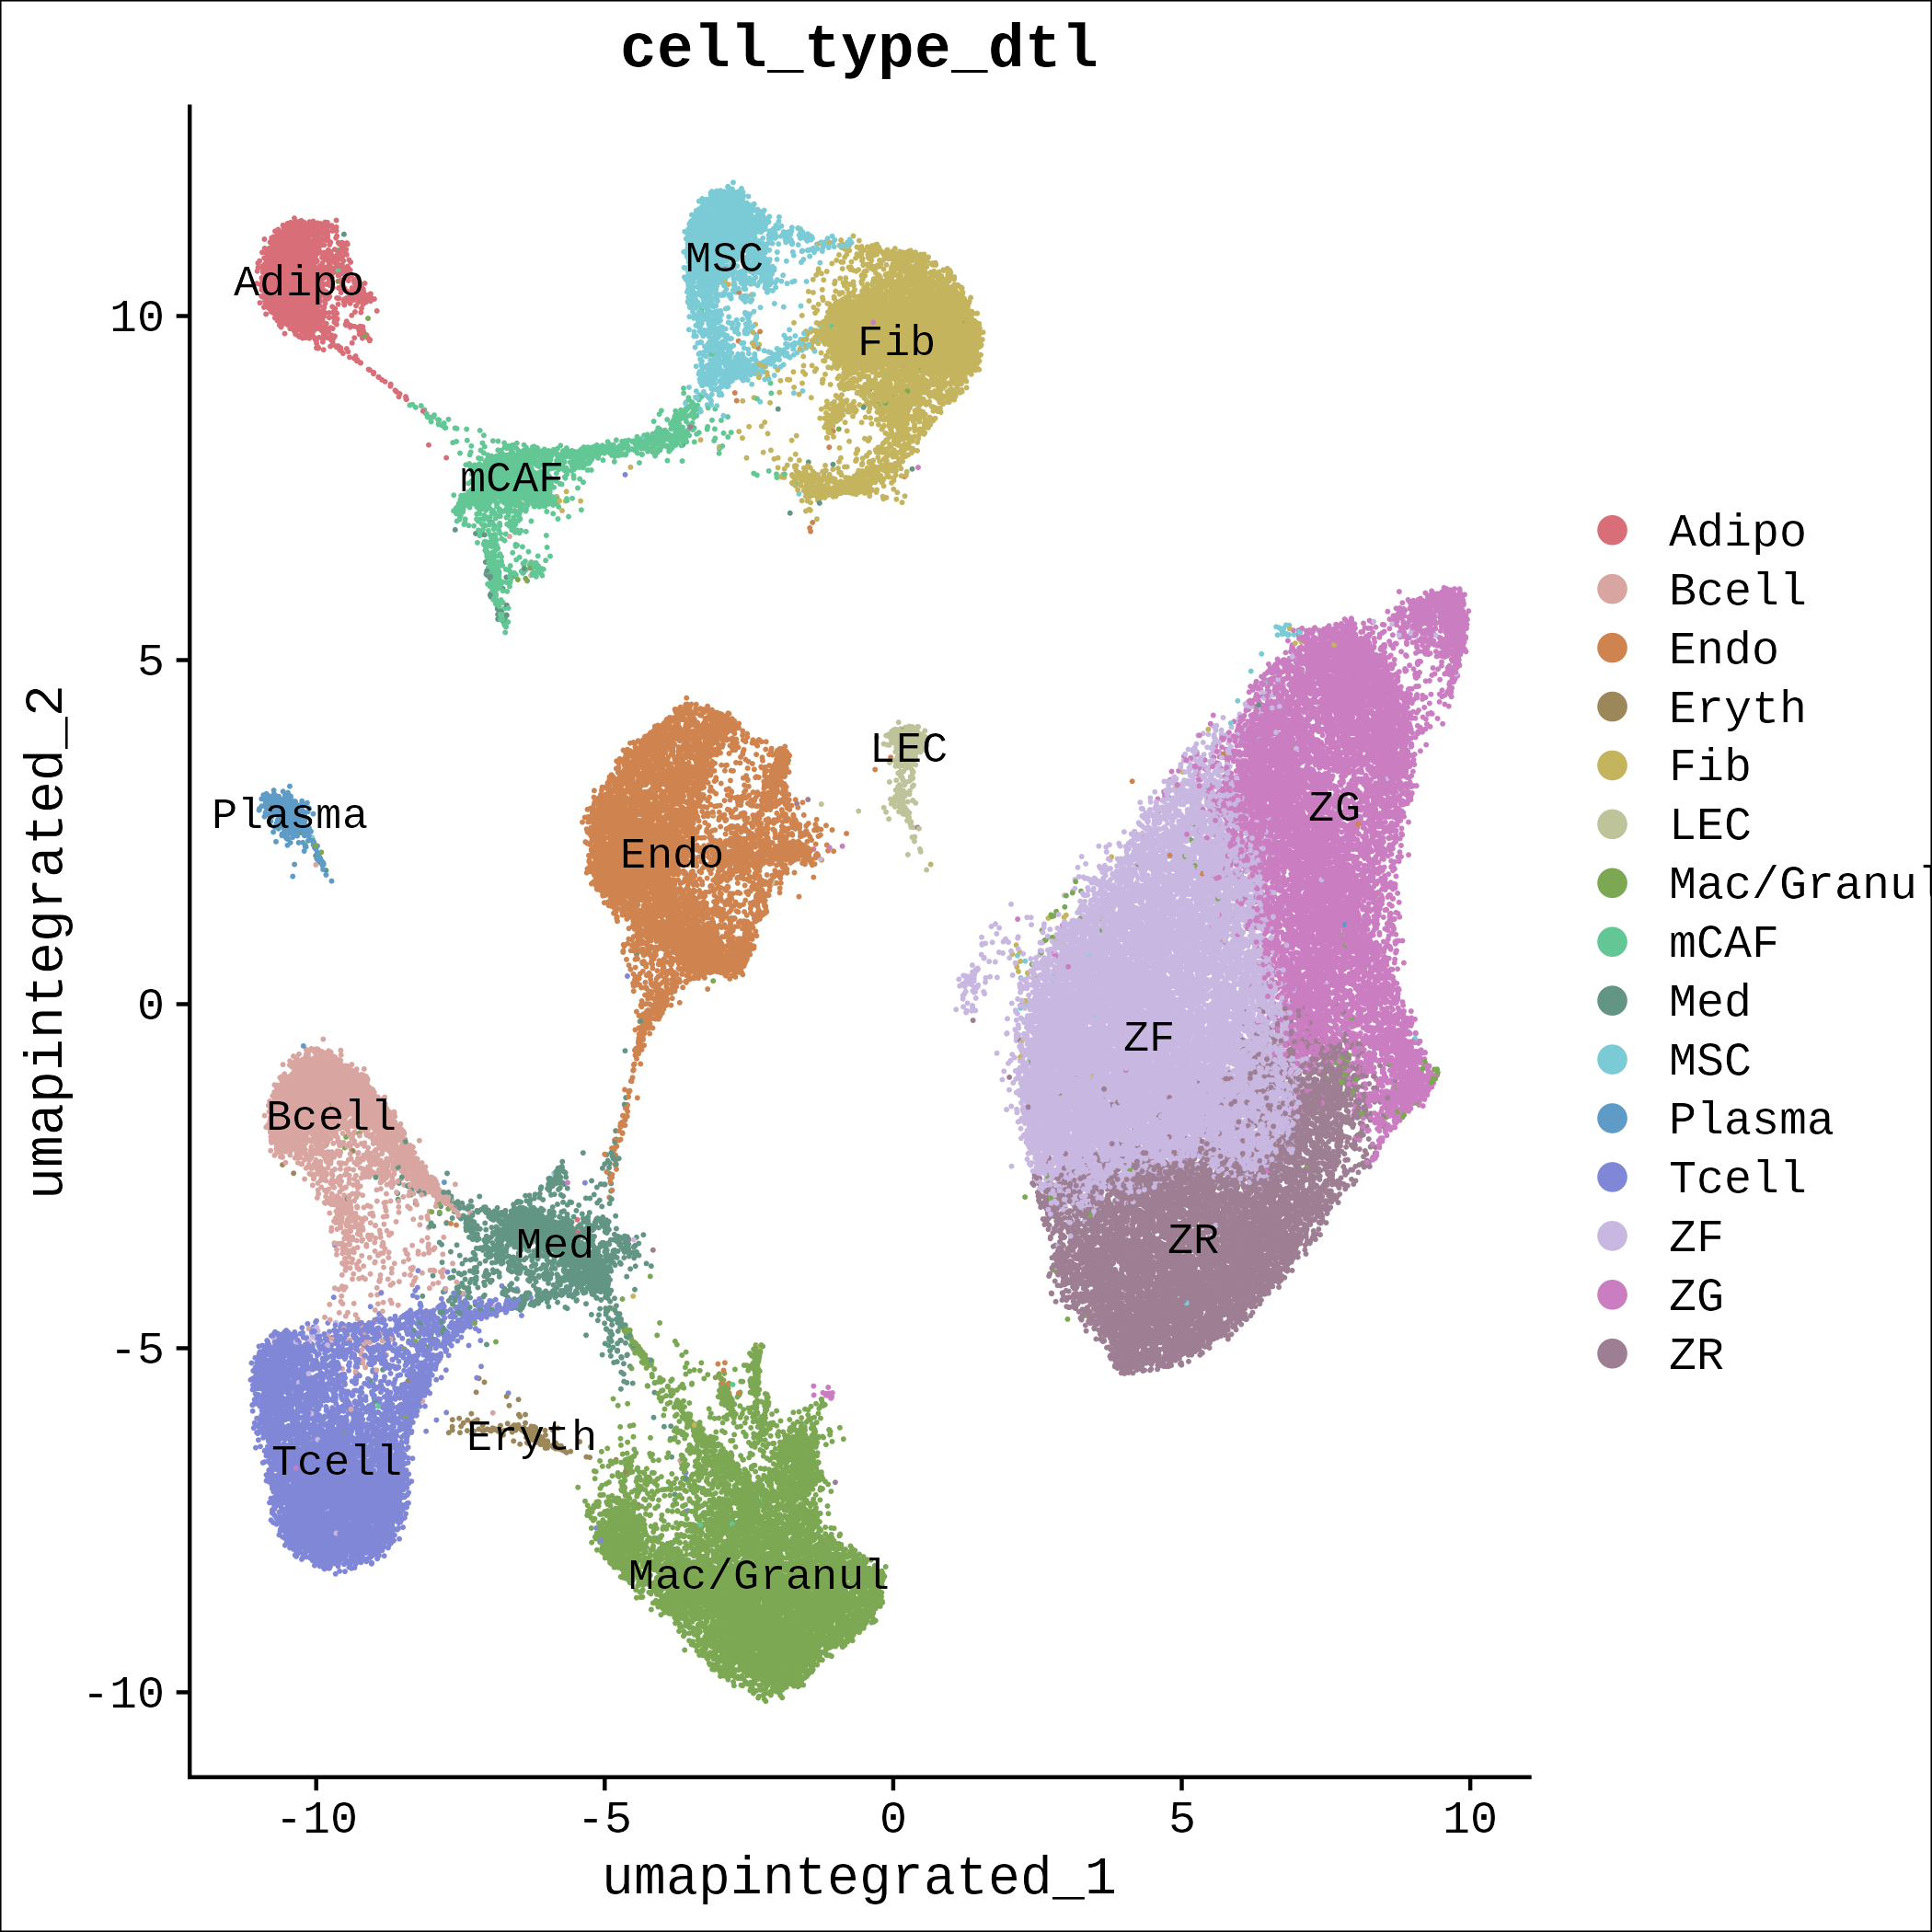 cell_type_dtl
umapintegrated_2
10
5
0
-5
-10
-10
-5
0
5
10
umapintegrated_1
Adipo
MSC
Fib
mCAF
LEC
Plasma
Endo
ZG
ZF
Bcell
Med
ZR
Eryth
Tcell
Mac/Granul
Adipo
Bcell
Endo
Eryth
Fib
LEC
Mac/Granul
mCAF
Med
MSC
Plasma
Tcell
ZF
ZG
ZR